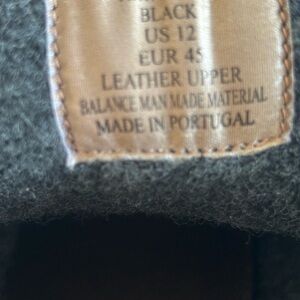 BLACK
US 12
EUR 45
LEATHER UPPER
BALANCE MAN MADE MATERIAL
MADE IN PORTUGAL